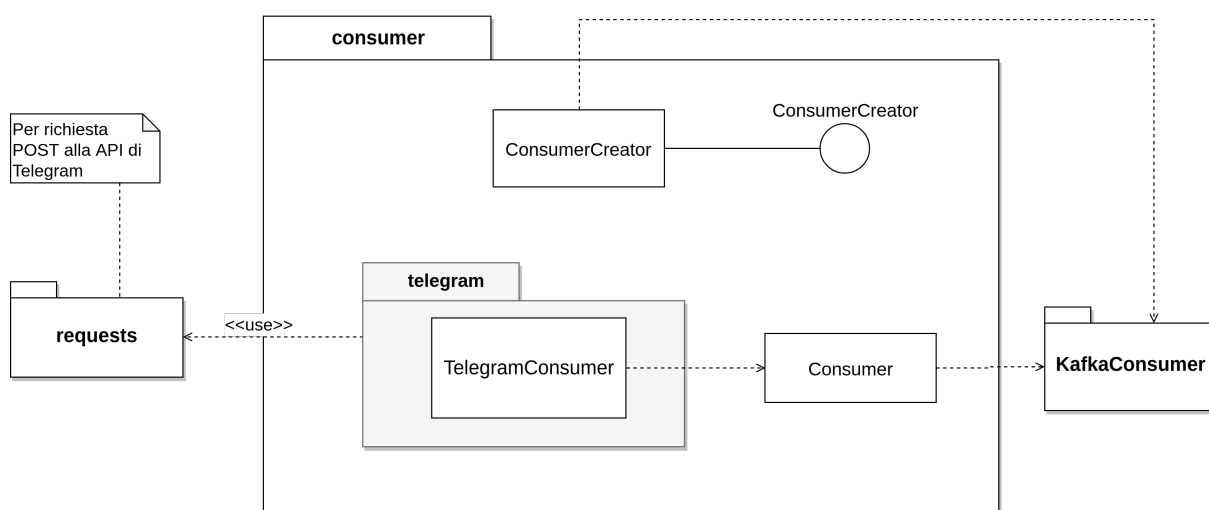 consumer
ConsumerCreator
ConsumerCreator
Per richiesta
POST alla API di
Telegram
telegram
<<use>>
requests
TelegramConsumer
Consumer
KafkaConsumer